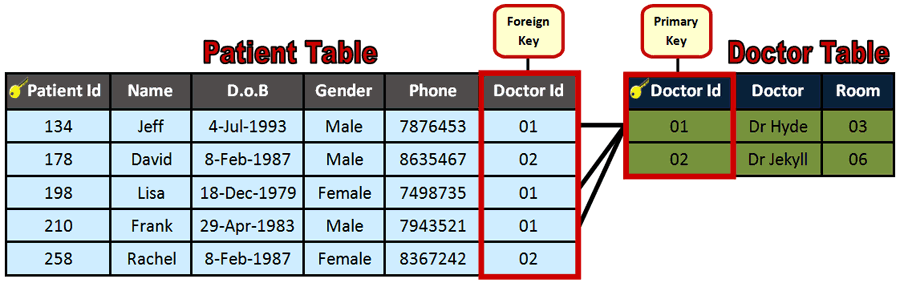 Foreign
Key
Primary
Key
Patient Table
Doctor Table
Patient Id Name D.o.B Gender Phone Doctor Id
134 Jeff 4-Jul-1993 Male 7876453 01
178 David 8-Feb-1987 Male 8635467 02
198 Lisa 18-Dec-1979 Female 7498735 01
210 Frank 29-Apr-1983 Male 7943521 01
258 Rachel 8-Feb-1987 Female 8367242 02
Doctor Id Doctor Room
01 Dr Hyde 03
02 Dr Jekyll 06